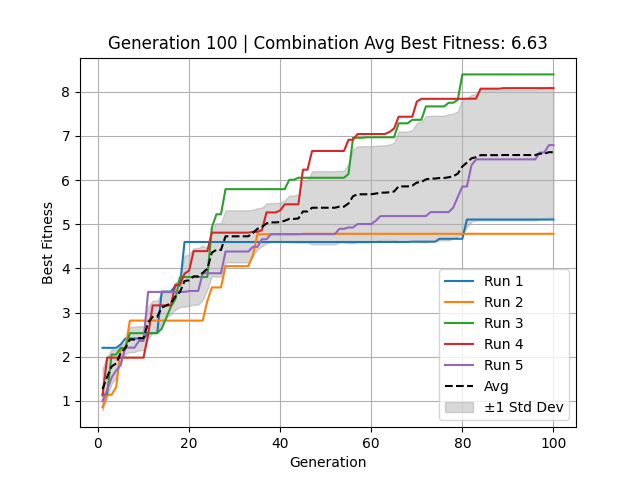 Generation 100 | Combination Avg Best Fitness: 6.63
Best Fitness
8
7
6
5
4
3
2
1
0
20
40
60
80
100
Generation
Run 1
Run 2
Run 3
Run 4
Run 5
Avg
±1 Std Dev